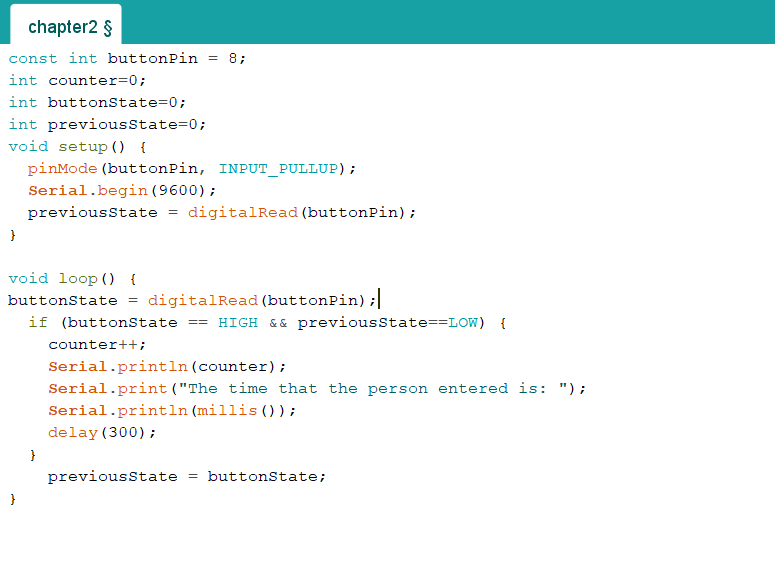 chapter2 §
const int buttonPin = 8;
int counter=0;
int buttonState=0;
int previousState=0;
void setup() {
  pinMode(buttonPin, INPUT_PULLUP);
  Serial.begin(9600);
  previousState = digitalRead(buttonPin);
}

void loop() {
buttonState = digitalRead(buttonPin);
  if (buttonState == HIGH && previousState==LOW) {
    counter++;
    Serial.println(counter);
    Serial.print("The time that the person entered is: ");
    Serial.println(millis());
    delay(300);
  }
    previousState = buttonState;
}